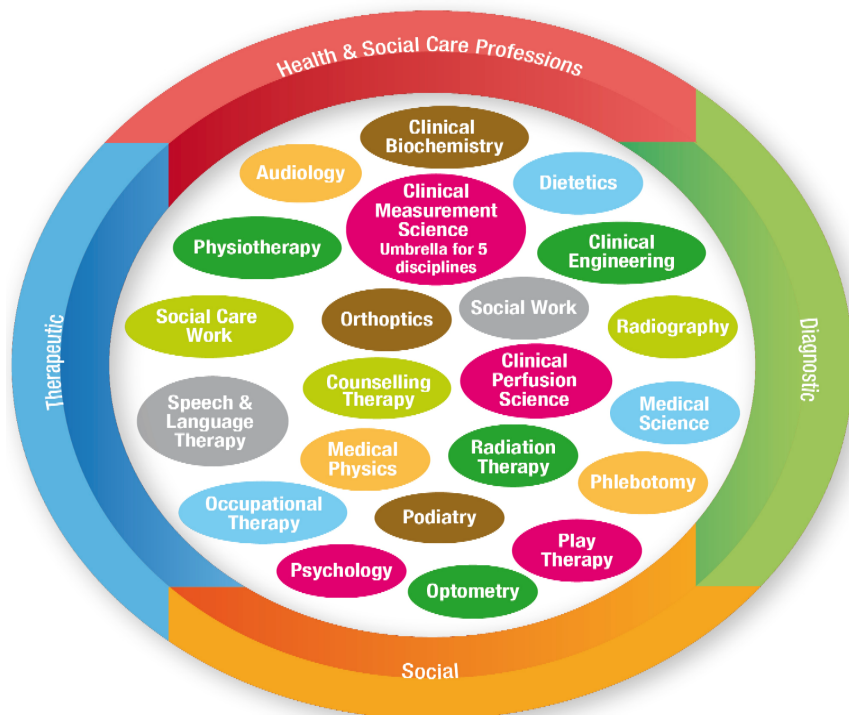 Health & Social Care Professions
Clinical
Biochemistry
Audiology
Dietetics
Clinical
Measurement
Science
Umbrella for 5
disciplines
Physiotherapy
Clinical
Engineering
Social Care
Work
Orthoptics
Social Work
Radiography
Therapeutic
Diagnostic
Counselling
Therapy
Clinical
Perfusion
Science
Speech &
Language
Therapy
Medical
Science
Medical
Physics
Radiation
Therapy
Phlebotomy
Occupational
Therapy
Podiatry
Play
Therapy
Psychology
Optometry
Social